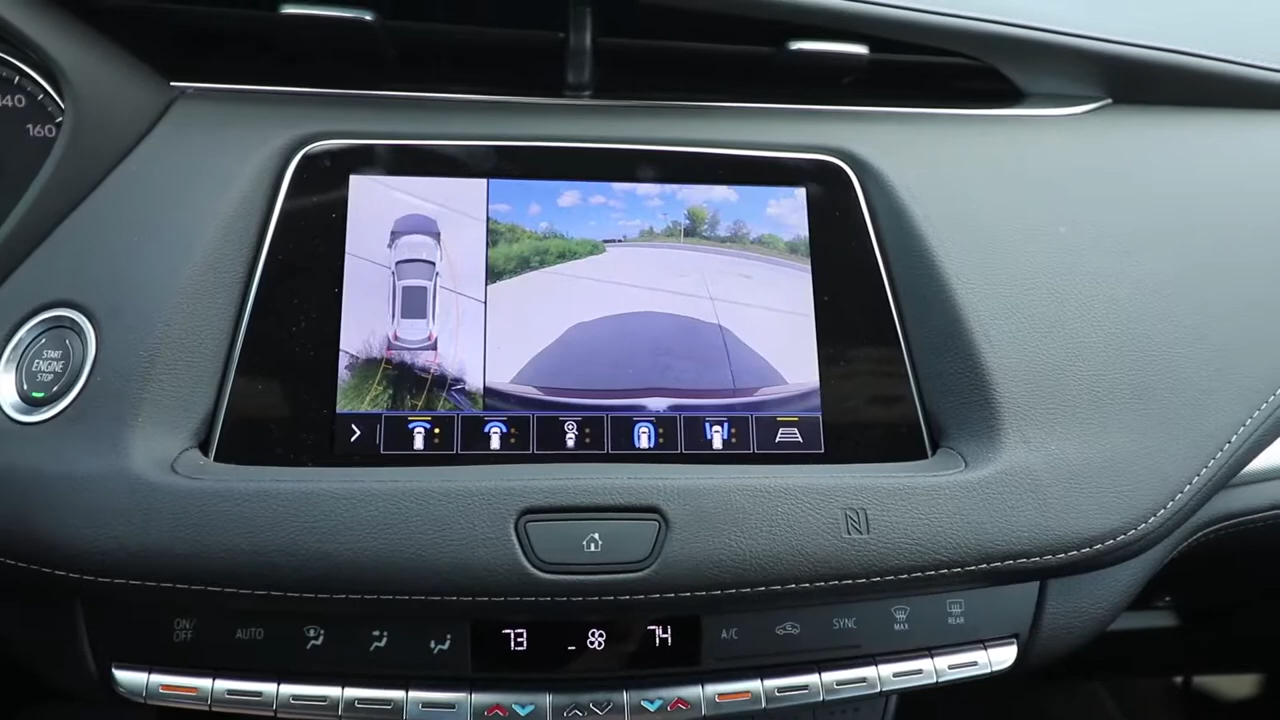 140
160
START
ENGINE
STOP
ON/
OFF
AUTO
73
74
A/C
SYNC
MAX
REAR